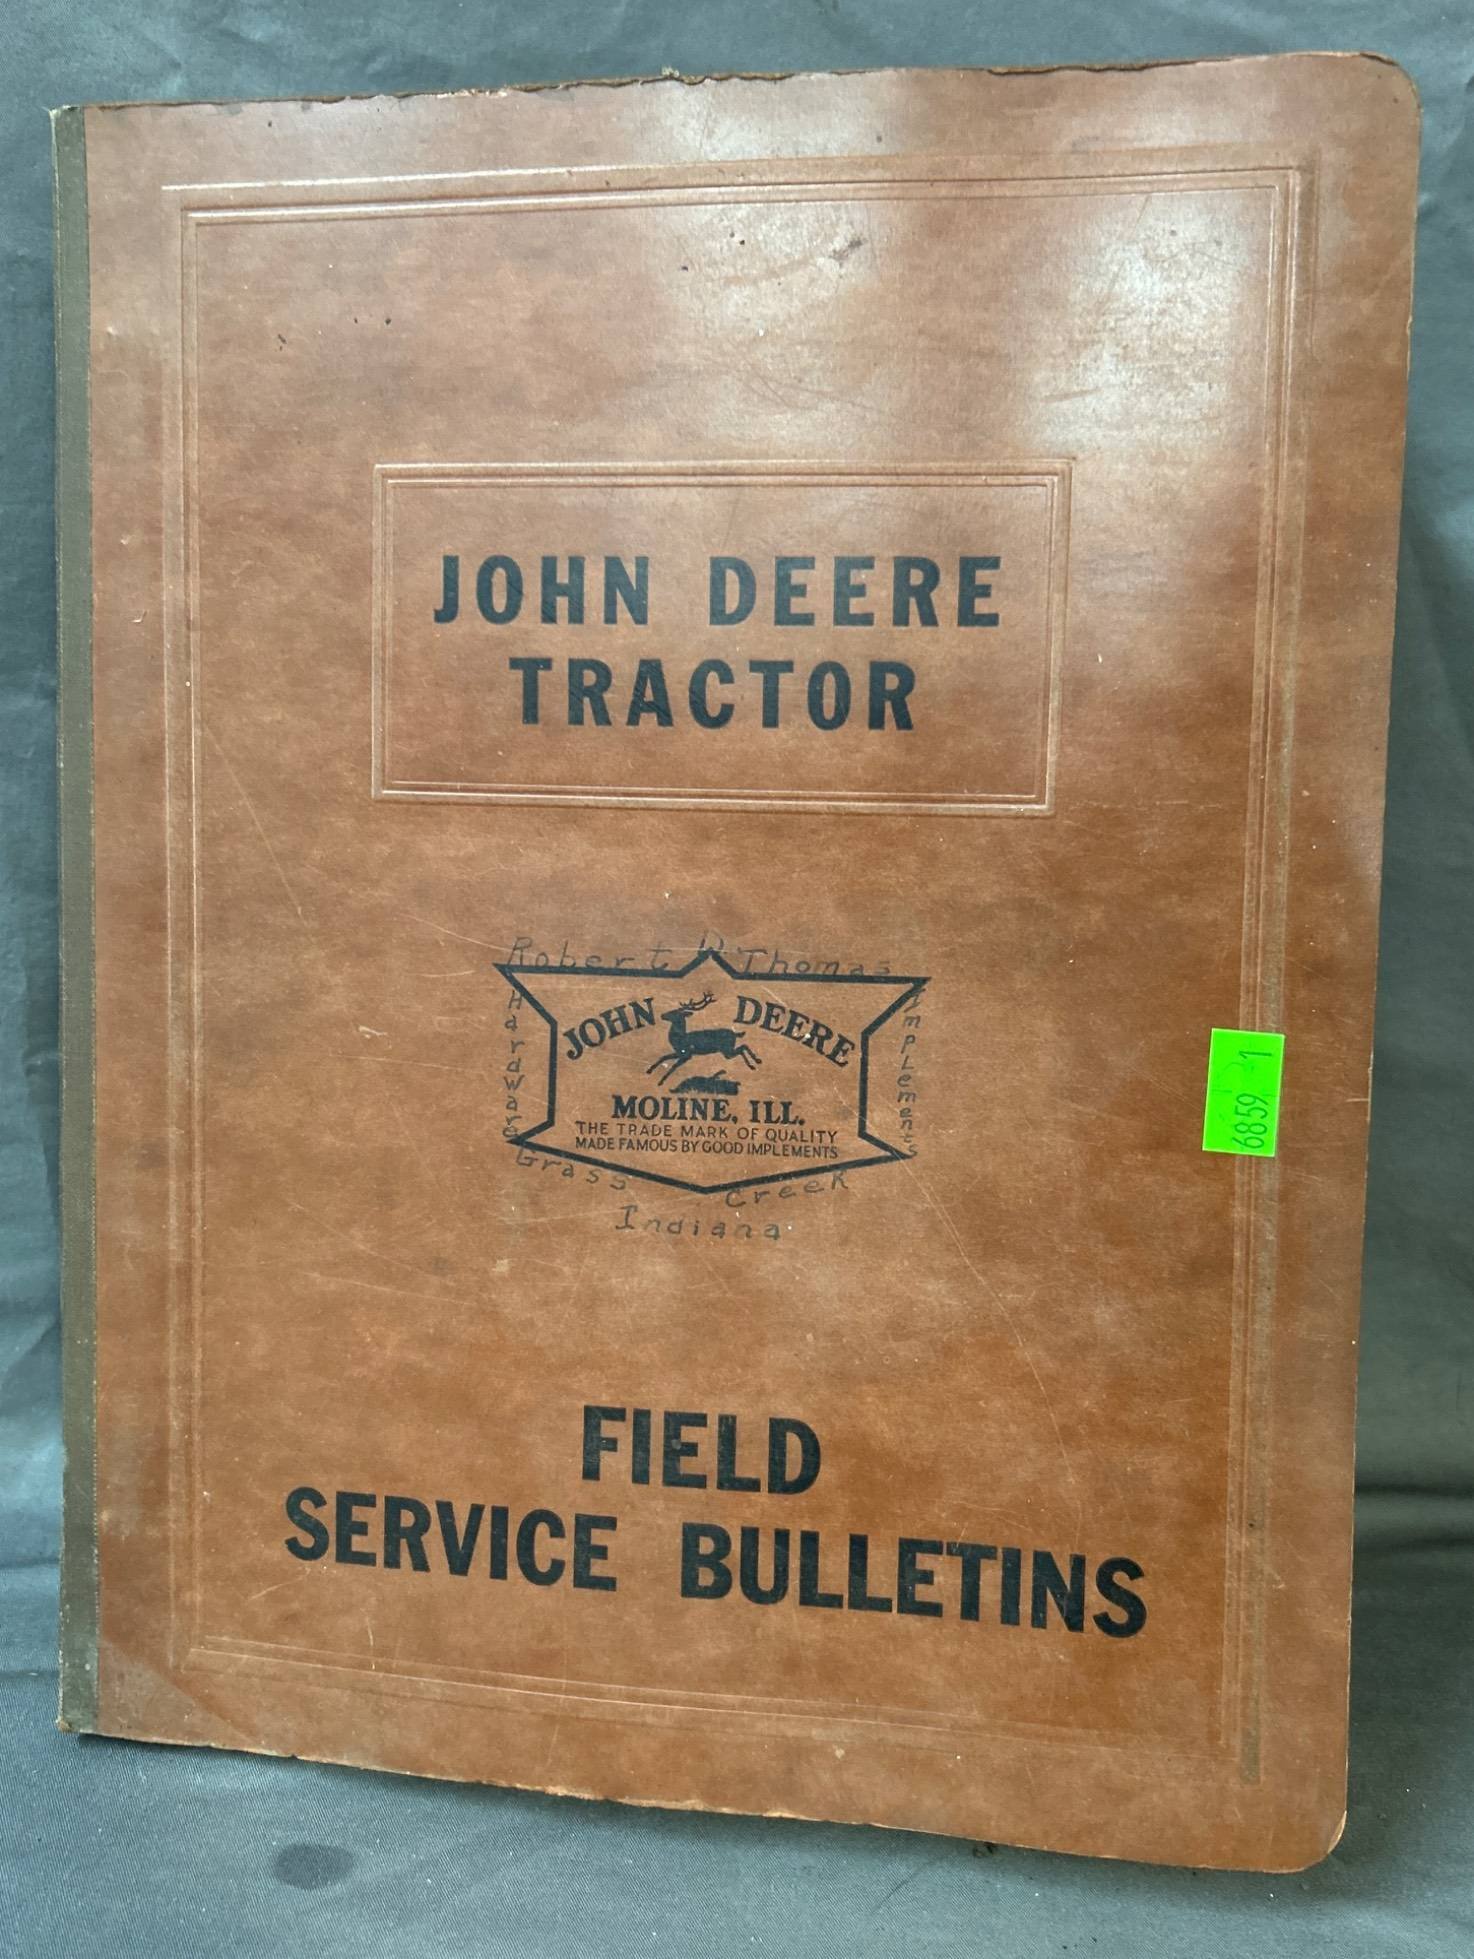 JOHN DEERE
TRACTOR
Robert W Thomas
Hardware
Implements
JOHN DEERE
MOLINE, ILL.
THE TRADE MARK OF QUALITY
MADE FAMOUS BY GOOD IMPLEMENTS
Grass Creek
Indiana
6859
FIELD
SERVICE BULLETINS